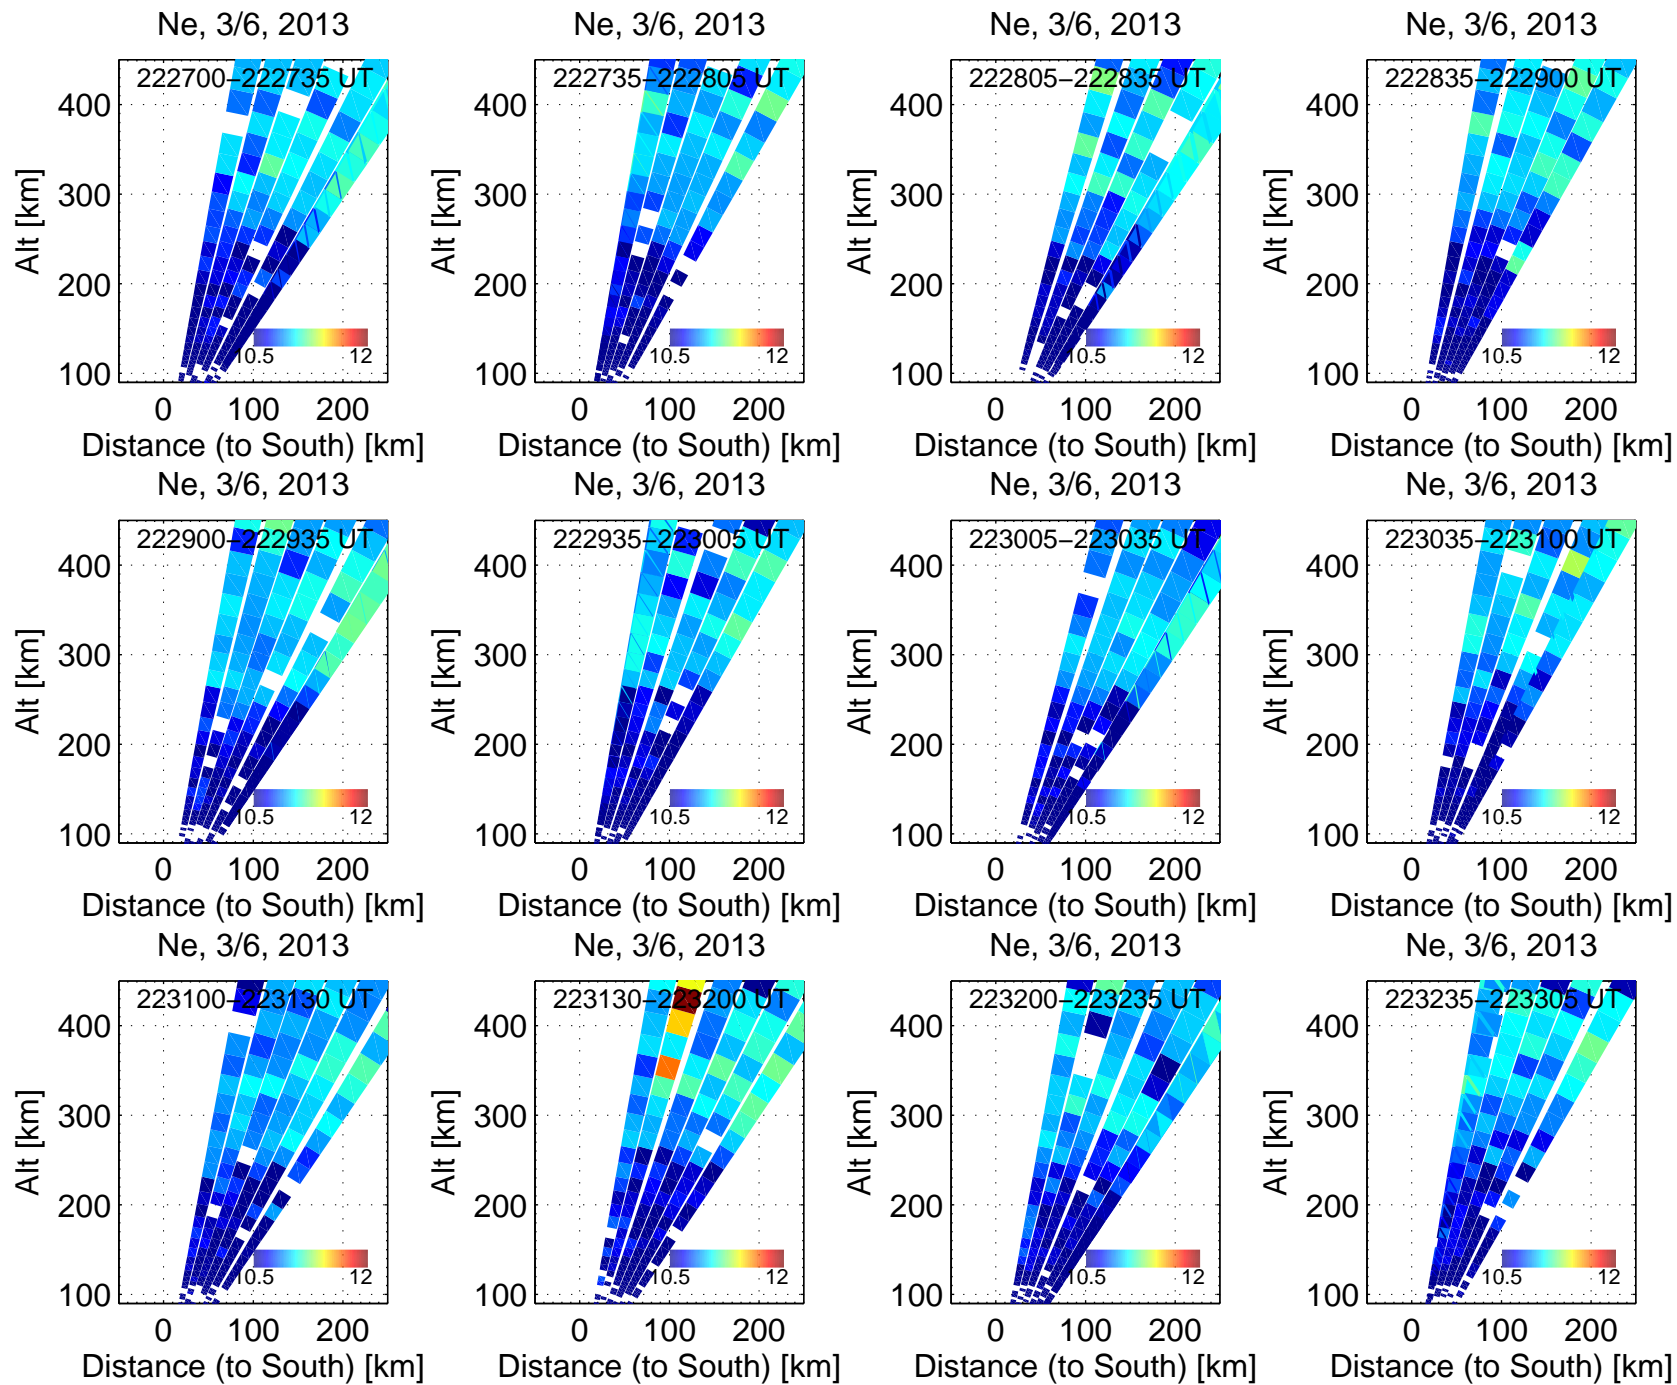 Ne, 3/6, 2013 Ne, 3/6, 2013 Ne, 3/6, 2013 Ne, 3/6, 2013
222700−222735 UT 222735−222805 UT 222805−222835 UT 222835−222900 UT
400 400 400 400
Alt [km] Alt [km] Alt [km] Alt [km]
300 300 300 300
200 200 200 200
10.5 12 10.5 12 10.5 12 10.5 12
100 100 100 100
0 100 200 0 100 200 0 100 200 0 100 200
Distance (to South) [km] Distance (to South) [km] Distance (to South) [km] Distance (to South) [km]
Ne, 3/6, 2013 Ne, 3/6, 2013 Ne, 3/6, 2013 Ne, 3/6, 2013
222900−222935 UT 222935−223005 UT 223005−223035 UT 223035−223100 UT
400 400 400 400
Alt [km] Alt [km] Alt [km] Alt [km]
300 300 300 300
200 200 200 200
10.5 12 10.5 12 10.5 12 10.5 12
100 100 100 100
0 100 200 0 100 200 0 100 200 0 100 200
Distance (to South) [km] Distance (to South) [km] Distance (to South) [km] Distance (to South) [km]
Ne, 3/6, 2013 Ne, 3/6, 2013 Ne, 3/6, 2013 Ne, 3/6, 2013
223100−223130 UT 223130−223200 UT 223200−223235 UT 223235−223305 UT
400 400 400 400
Alt [km] Alt [km] Alt [km] Alt [km]
300 300 300 300
200 200 200 200
10.5 12 10.5 12 10.5 12 10.5 12
100 100 100 100
0 100 200 0 100 200 0 100 200 0 100 200
Distance (to South) [km] Distance (to South) [km] Distance (to South) [km] Distance (to South) [km]